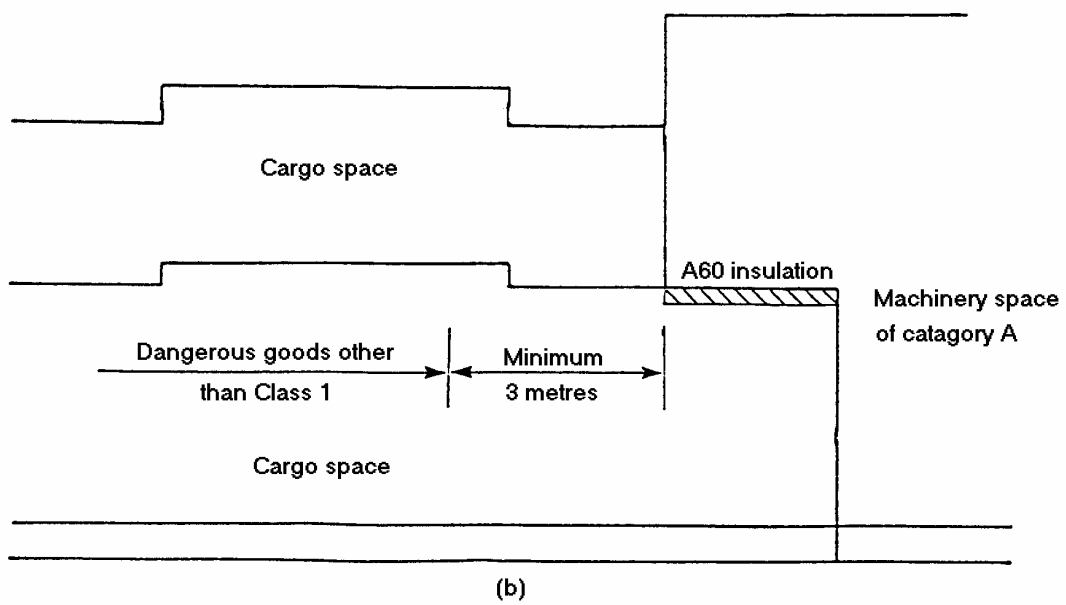 Cargo space
A60 insulation
Machinery space
of catagory A
Dangerous goods other
than Class 1
Minimum
3 metres
Cargo space
(b)